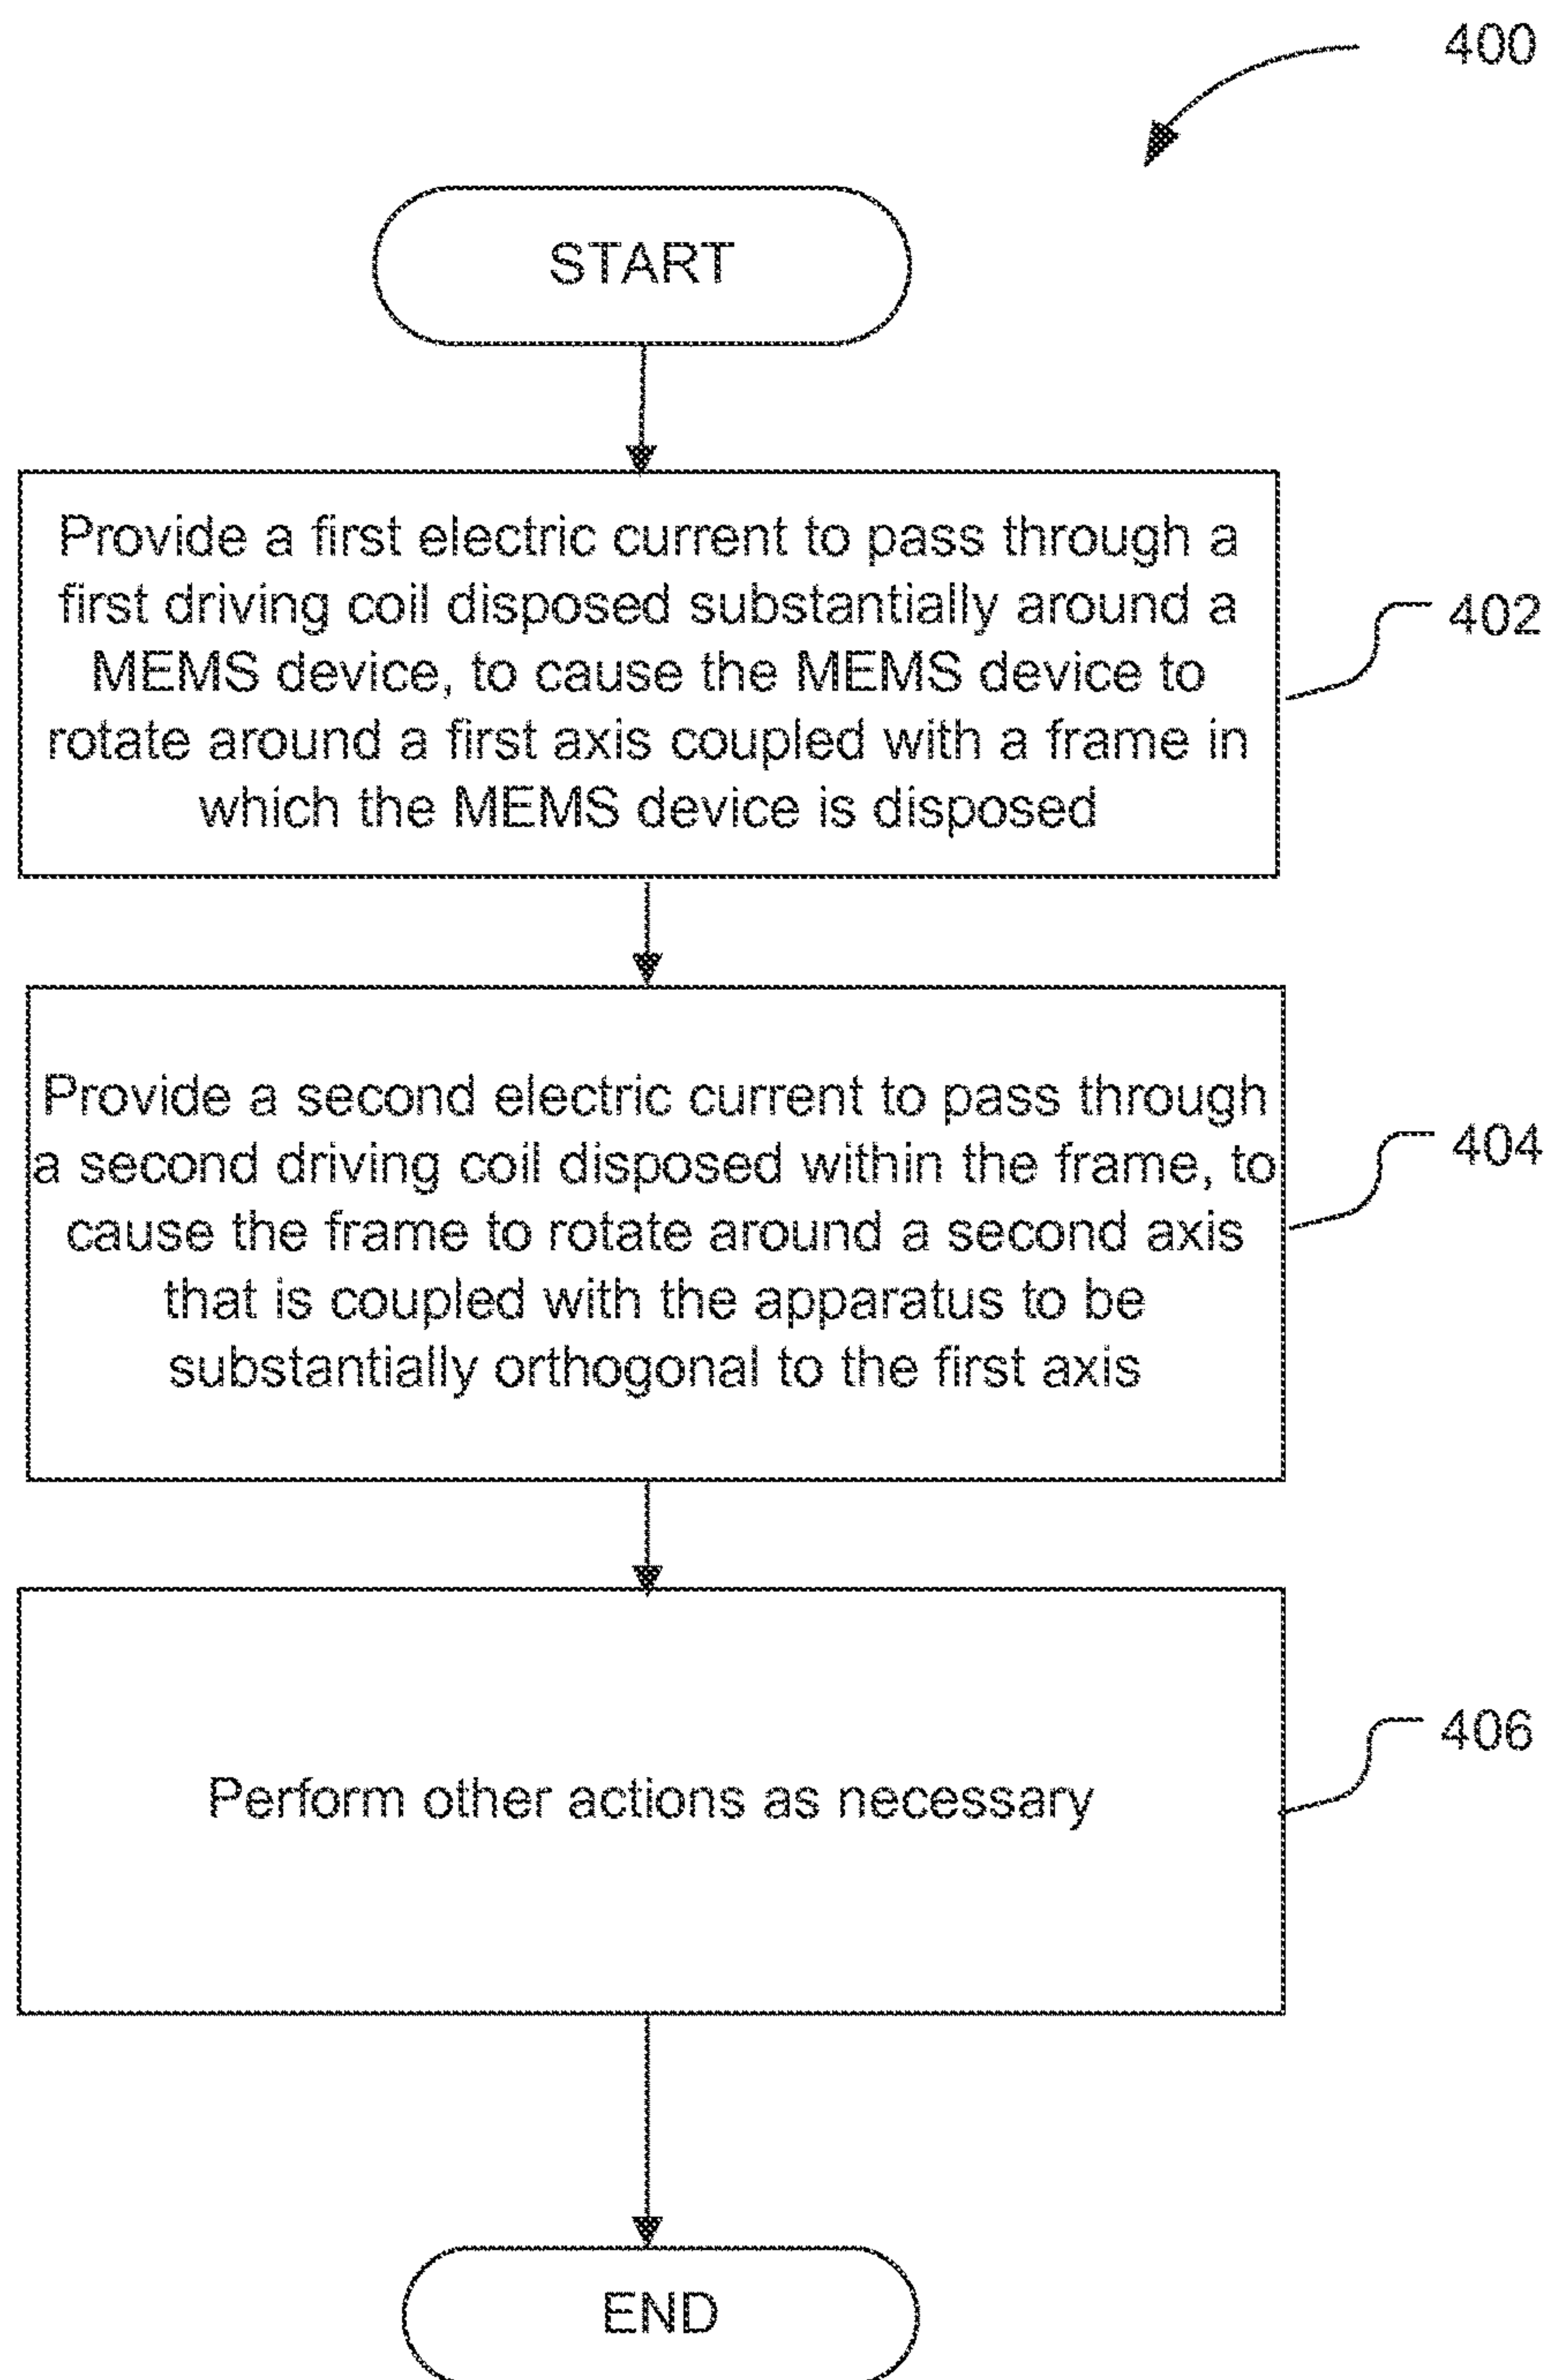 400
START
Provide a first electric current to pass through a
first driving coil disposed substantially around a
MEMS device, to cause the MEMS device to
rotate around a first axis coupled with a frame in
which the MEMS device is disposed
402
Provide a second electric current to pass through
a second driving coil disposed within the frame, to
cause the frame to rotate around a second axis
that is coupled with the apparatus to be
substantially orthogonal to the first axis
404
Perform other actions as necessary
406
END